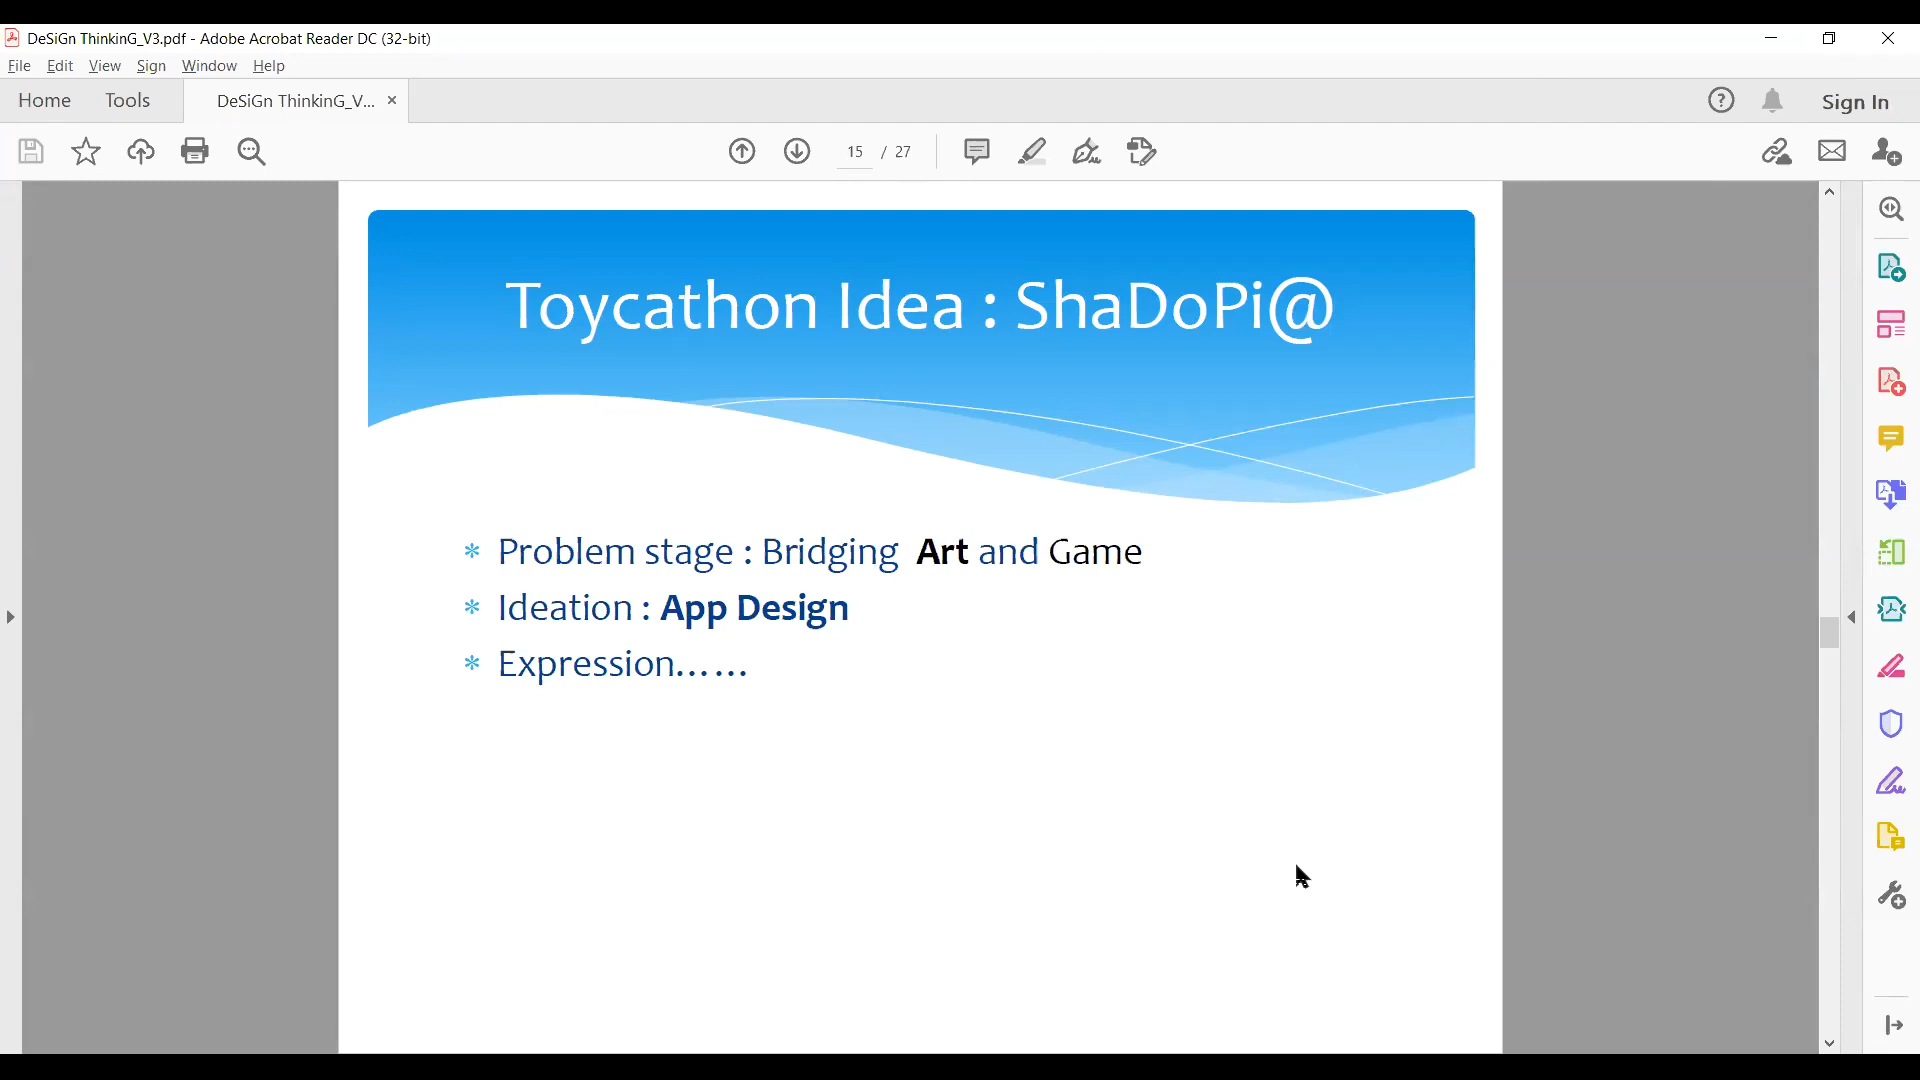 DeSiGn ThinkinG_V3.pdf - Adobe Acrobat Reader DC (32-bit)
File Edit View Sign Window Help
Home Tools DeSiGn ThinkinG_V... × Sign In
15 / 27
Toycathon Idea : ShaDoPi@
* Problem stage : Bridging Art and Game
* Ideation : App Design
* Expression......